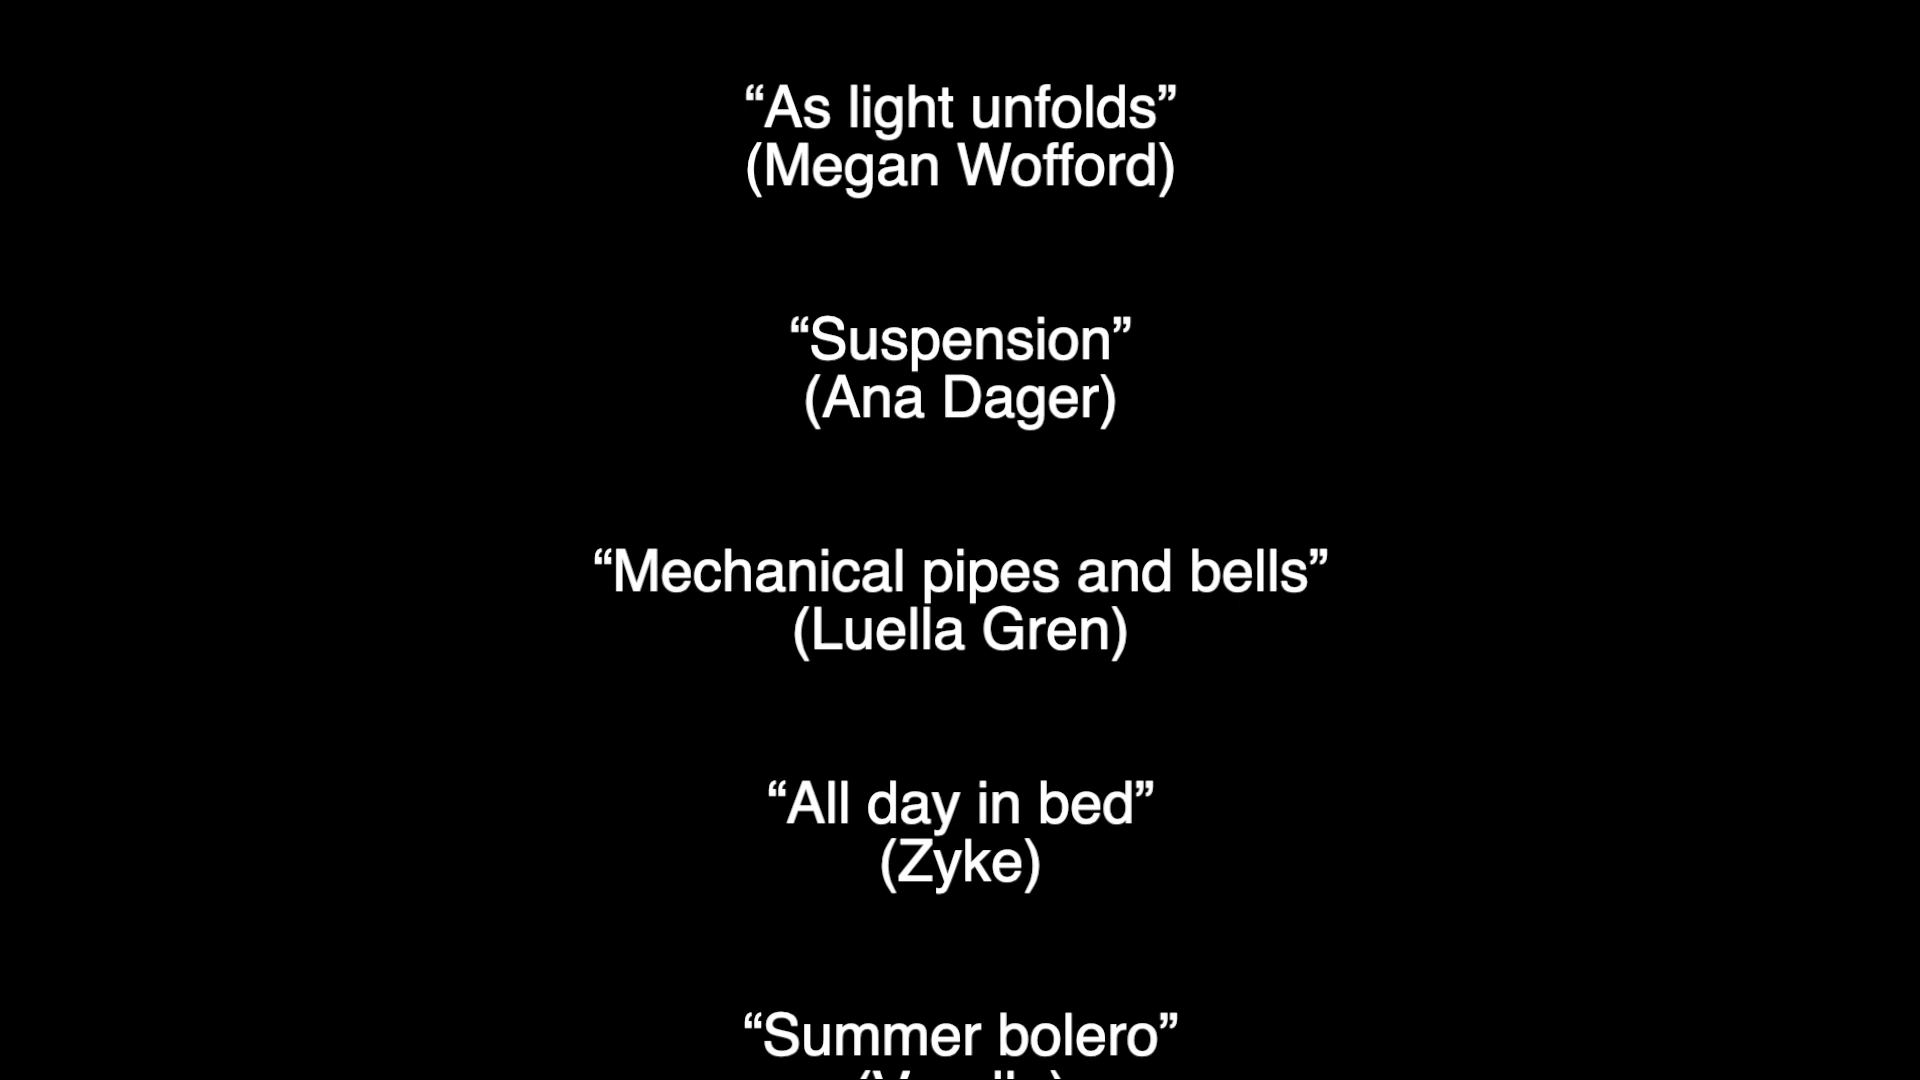 “As light unfolds”
(Megan Wofford)
“Suspension”
(Ana Dager)
“Mechanical pipes and bells”
(Luella Gren)
“All day in bed”
(Zyke)
“Summer bolero”